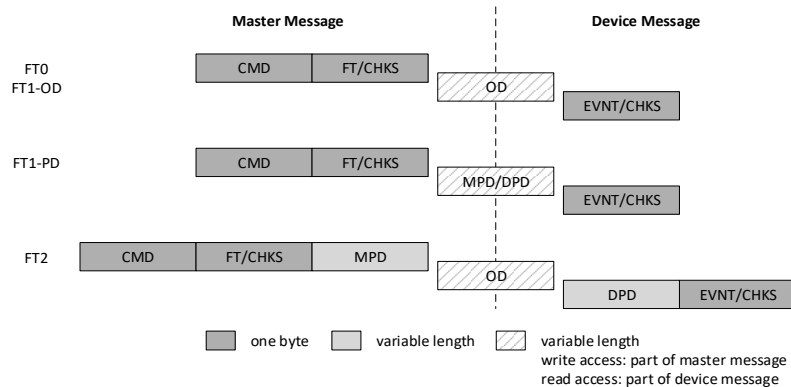 Master Message
Device Message
FT0
FT1-OD
CMD
FT/CHKS
OD
EVNT/CHKS
FT1-PD
CMD
FT/CHKS
MPD/DPD
EVNT/CHKS
FT2
CMD
FT/CHKS
MPD
OD
DPD
EVNT/CHKS
one byte
variable length
variable length
write access: part of master message
read access: part of device message